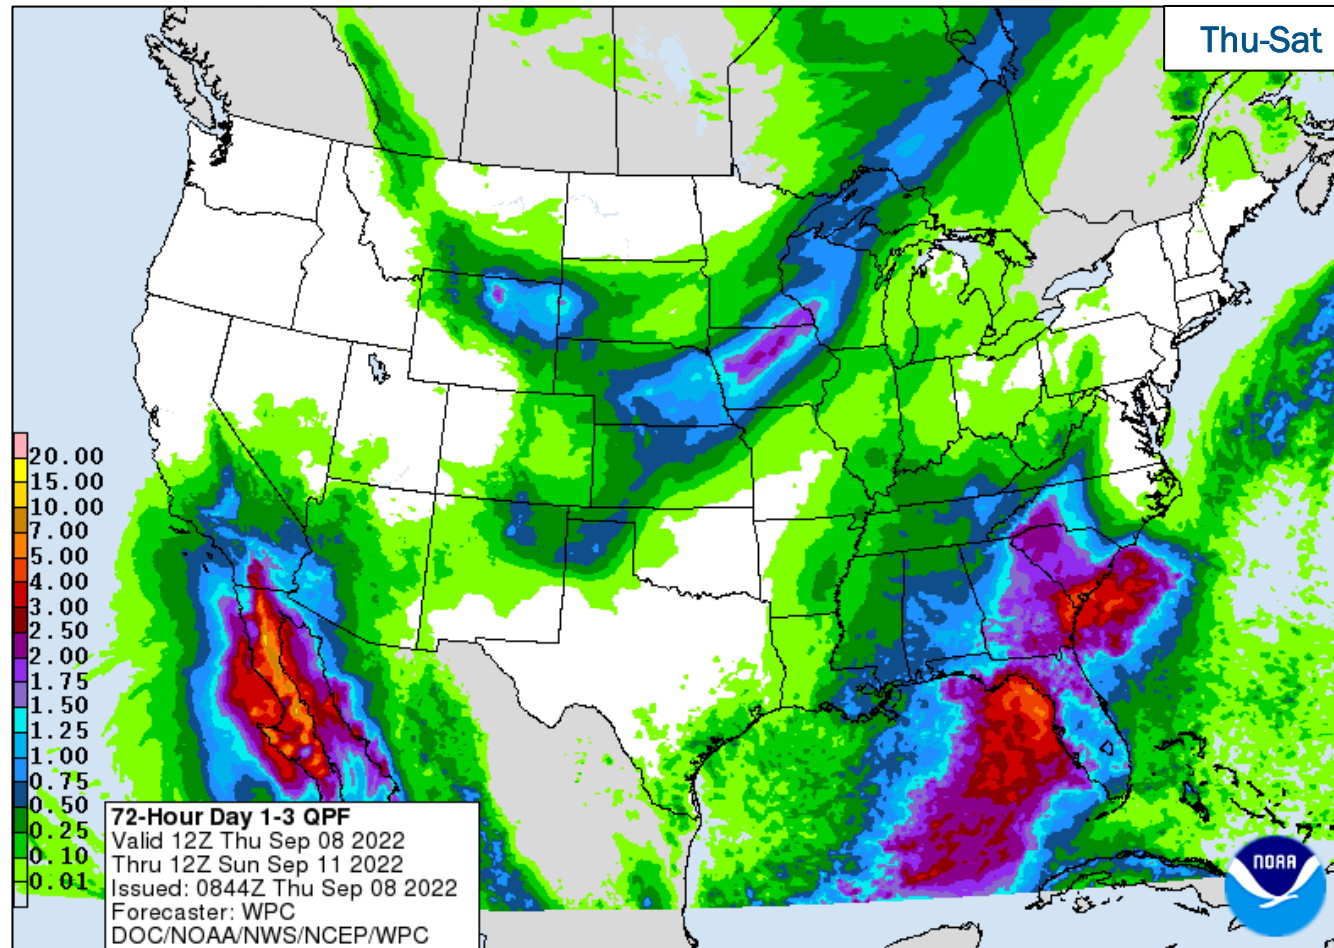 Thu-Sat
20.00
15.00
10.00
7.00
5.00
4.00
3.00
2.50
2.00
1.75
1.50
1.25
1.00
0.75
0.50
0.25
0.10
0.01
72-Hour Day 1-3 QPF
Valid 12Z Thu Sep 08 2022
Thru 12Z Sun Sep 11 2022
Issued: 0844Z Thu Sep 08 2022
Forecaster: WPC
DOC/NOAA/NWS/NCEP/WPC
NOAA